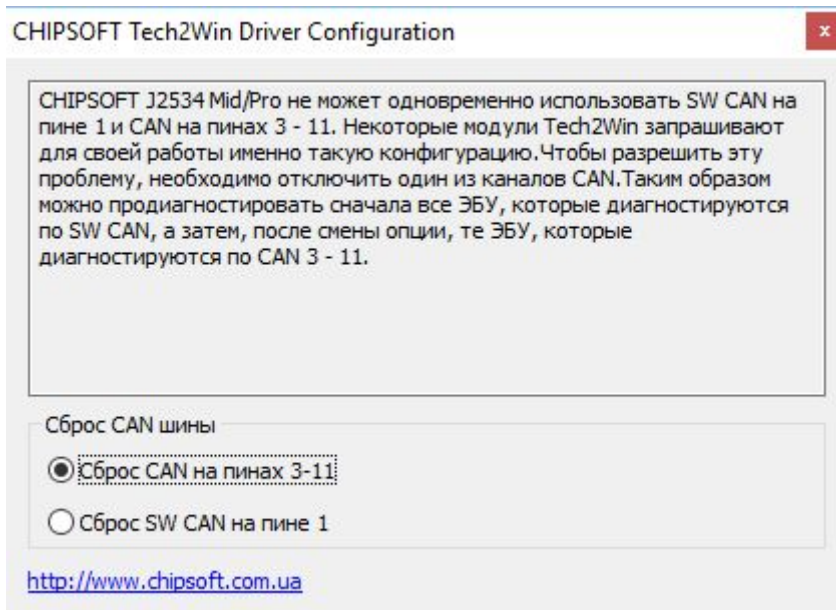 CHIPSOFT Tech2Win Driver Configuration
x
CHIPSOFT J2534 Mid/Pro не может одновременно использовать SW CAN на
пине 1 и CAN на пинах 3 - 11. Некоторые модули Tech2Win запрашивают
для своей работы именно такую конфигурацию.Чтобы разрешить эту
проблему, необходимо отключить один из каналов CAN.Таким образом
можно продиагностировать сначала все ЭБУ, которые диагностируются
по SW CAN, а затем, после смены опции, те ЭБУ, которые
диагностируются по CAN 3 - 11.
Сброс CAN шины
Сброс CAN на пинах 3-11
Сброс SW CAN на пине 1
http://www.chipsoft.com.ua